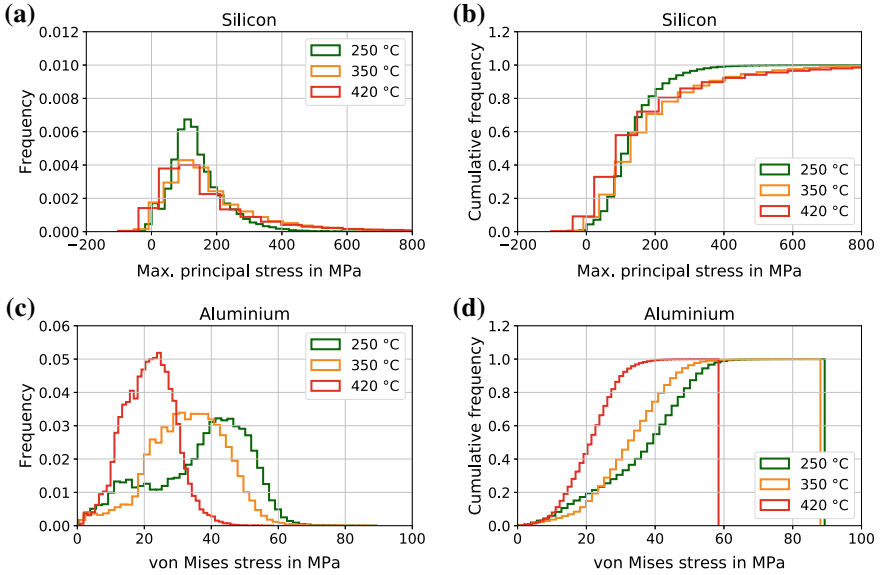 (a)
Silicon
0.012
0.010
0.008
0.006
0.004
0.002
0.000
Frequency
250 °C
350 °C
420 °C
−200 0 200 400 600 800
Max. principal stress in MPa
(b)
Silicon
1.2
1.0
0.8
0.6
0.4
0.2
0.0
Cumulative frequency
250 °C
350 °C
420 °C
−200 0 200 400 600 800
Max. principal stress in MPa
(c)
Aluminium
0.06
0.05
0.04
0.03
0.02
0.01
0.00
Frequency
250 °C
350 °C
420 °C
0 20 40 60 80 100
von Mises stress in MPa
(d)
Aluminium
1.2
1.0
0.8
0.6
0.4
0.2
0.0
Cumulative frequency
250 °C
350 °C
420 °C
0 20 40 60 80 100
von Mises stress in MPa